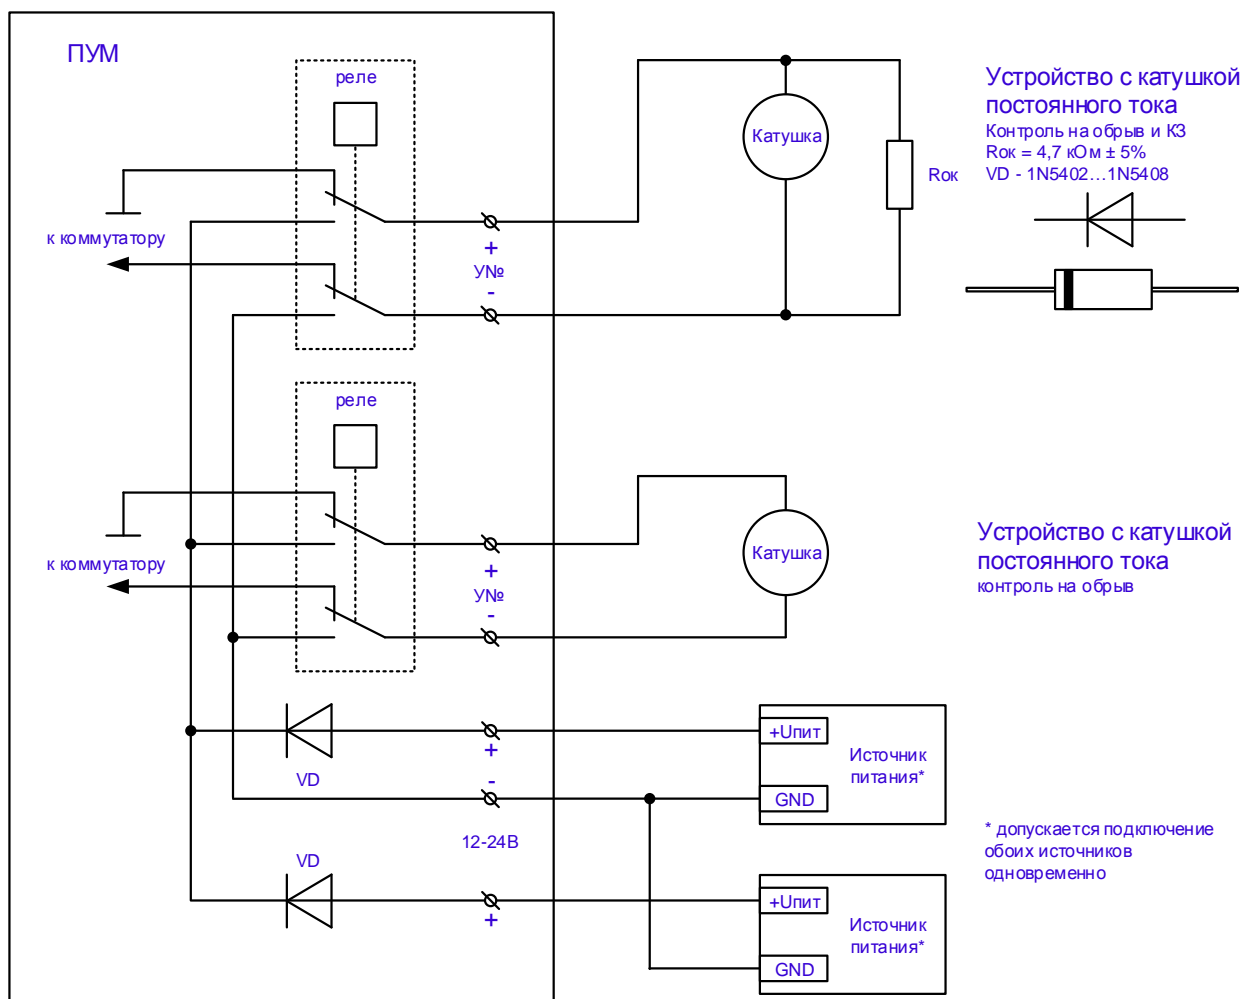 ПУМ
реле
к коммутатору
+
У№
-
Катушка
Rок
Устройство с катушкой
постоянного тока
Контроль на обрыв и КЗ
Rок = 4,7 кОм ± 5%
VD - 1N5402...1N5408
реле
к коммутатору
+
У№
-
Катушка
Устройство с катушкой
постоянного тока
контроль на обрыв
VD
+
-
12-24В
+Uпит
Источник
питания*
GND
* допускается подключение
обоих источников
одновременно
VD
+
+Uпит
Источник
питания*
GND